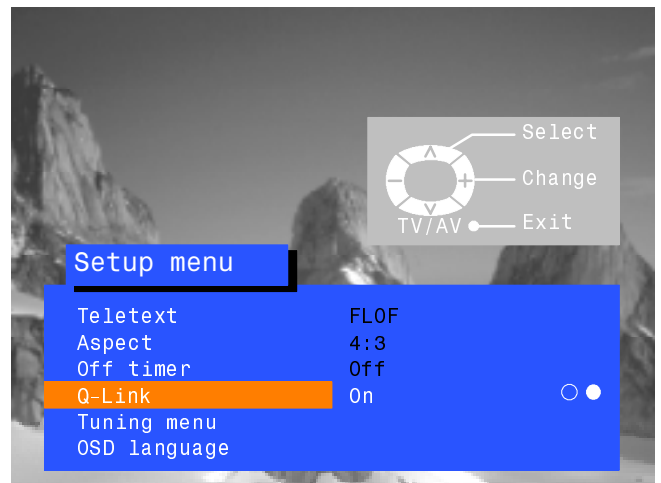 Select
Change
TV/AV Exit
Setup menu
Teletext FLOF
Aspect 4:3
Off timer Off
Q-Link On
Tuning menu
OSD language